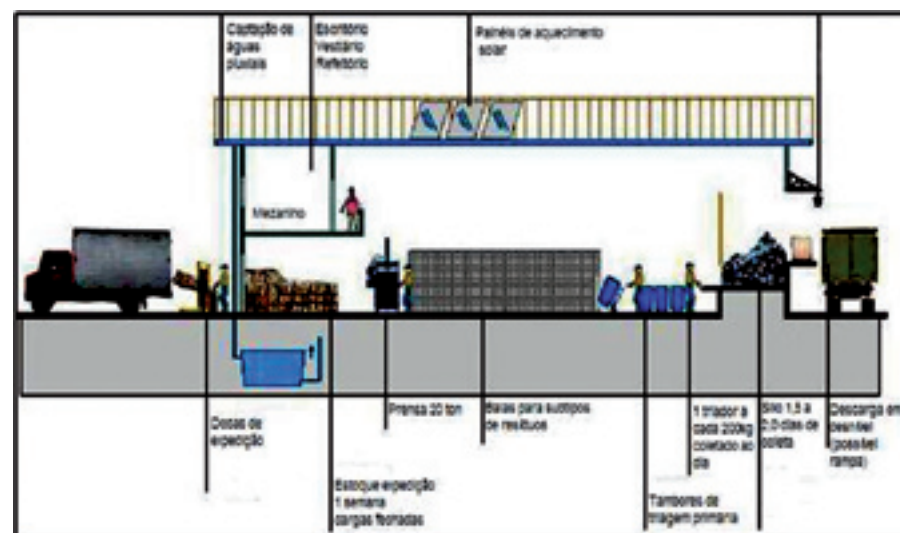 Captação de
águas
pluviais
Escritório
Vestiário
Refeitório
Painéis de aquecimento
solar
Mezanino
Prensa 20 ton
Baias para subtipos
de resíduos
1 triador a
cada 200kg
coletado ao
dia
Silo 1,5 a
2,0 dias de
coleta
Descarga em
desnível
(possível
rampa)
de
expedição
Estoque expedição
1 semana
cargas fechadas
Tambores de
triagem primária